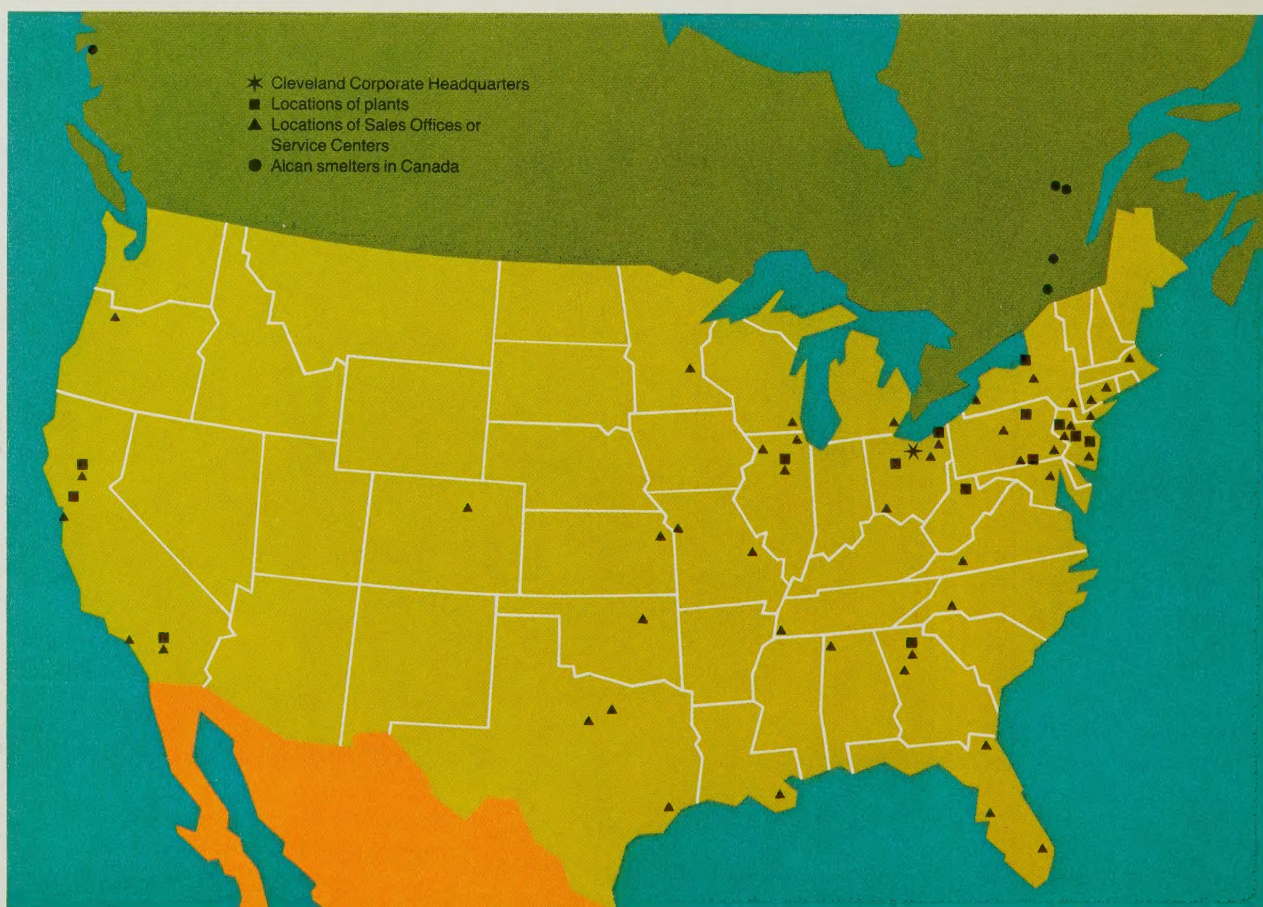 Cleveland Corporate Headquarters
Locations of plants
Locations of Sales Offices or
Service Centers
Alcan smelters in Canada